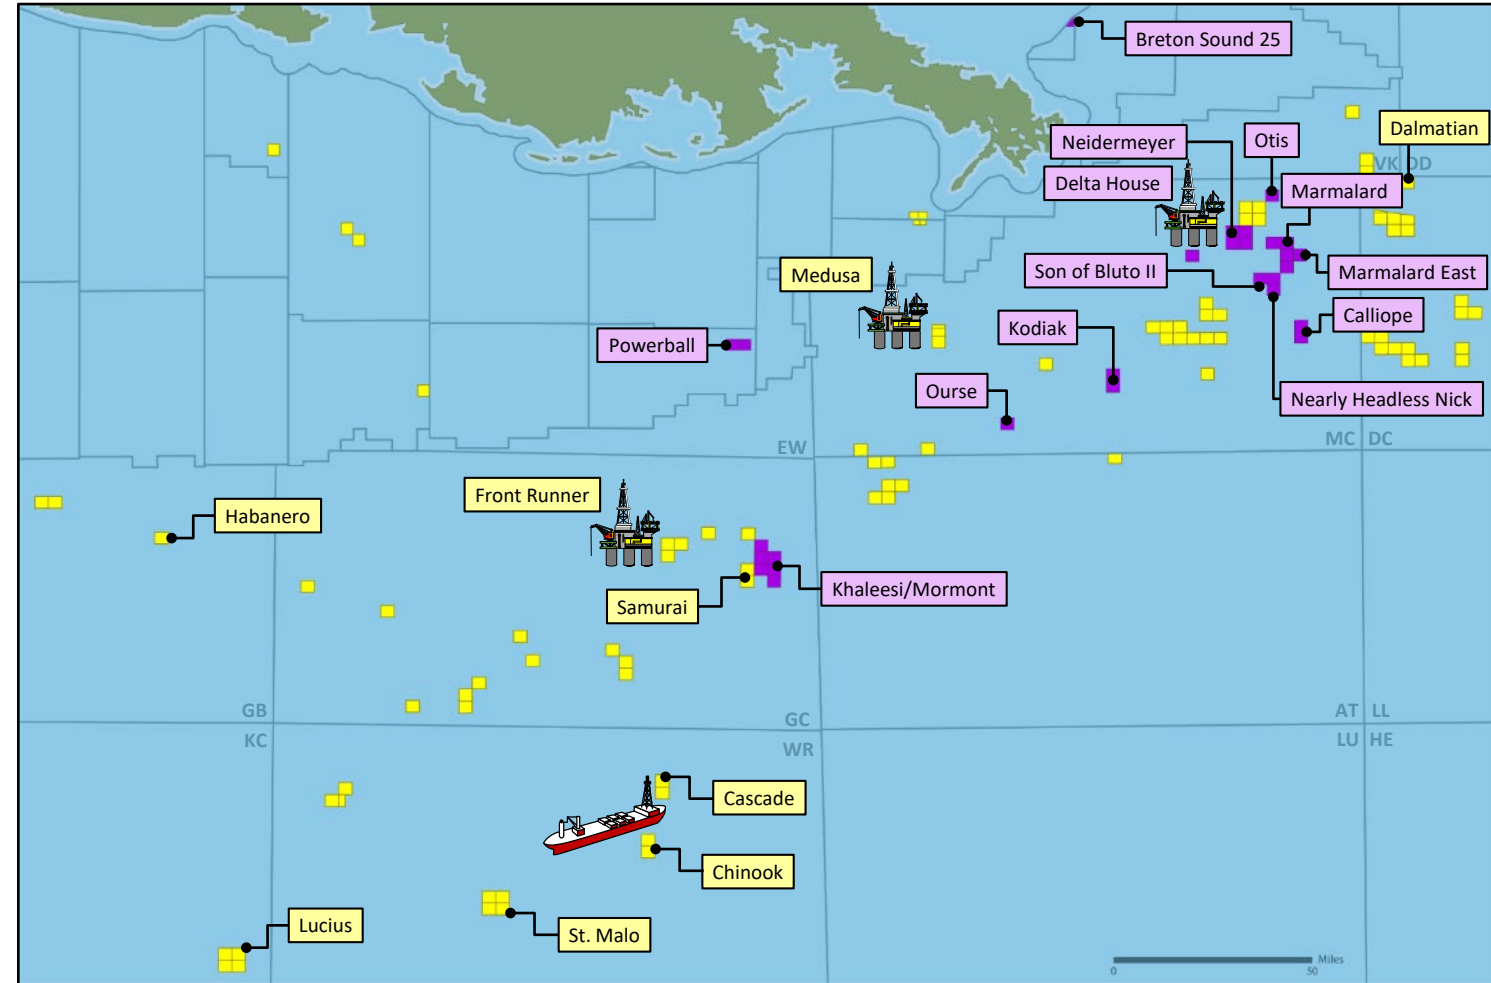 Breton Sound 25
Dalmatian
Neidermeyer
Otis
VK DD
Delta House
Marmalard
Medusa
Son of Bluto II
Marmalard East
Calliope
Powerball
Kodiak
Ourse
Nearly Headless Nick
EW
MC DC
Front Runner
Habanero
Khaleesi/Mormont
Samurai
GB
GC
AT LL
KC
WR
LU HE
Cascade
Chinook
Lucius
St. Malo
Miles
0
50